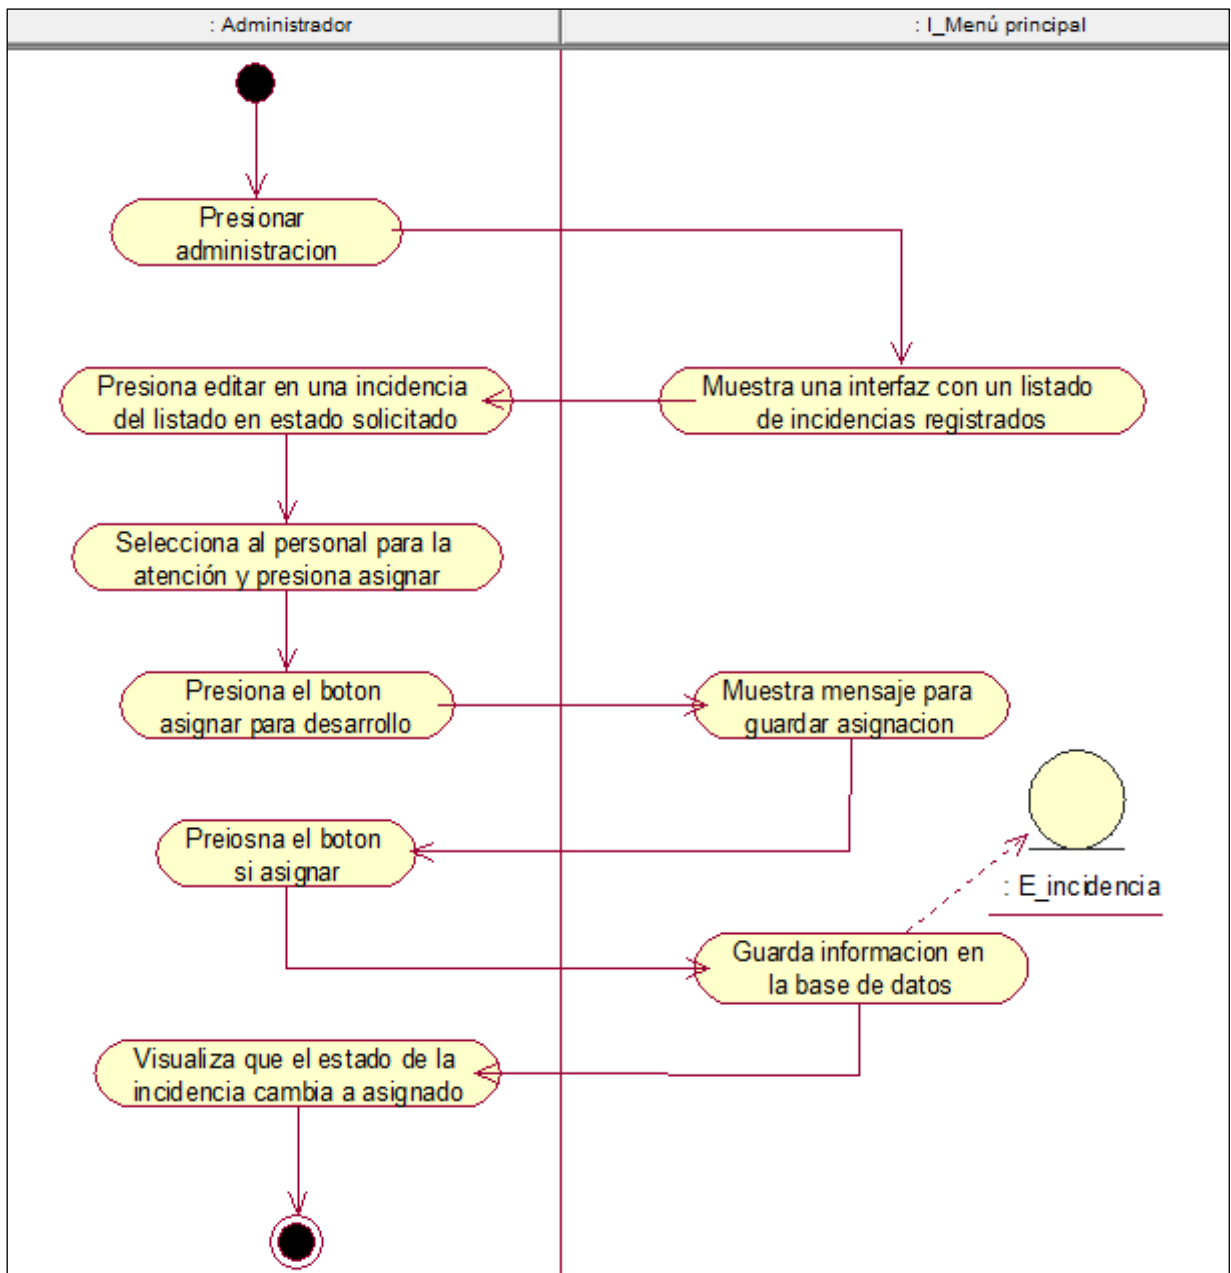 : Administrador
: I_Menú principal
Presionar
administracion
Presiona editar en una incidencia
del listado en estado solicitado
Muestra una interfaz con un listado
de incidencias registrados
Selecciona al personal para la
atención y presiona asignar
Presiona el boton
asignar para desarrollo
Muestra mensaje para
guardar asignacion
Preiosna el boton
si asignar
: E_incidencia
Guarda informacion en
la base de datos
Visualiza que el estado de la
incidencia cambia a asignado